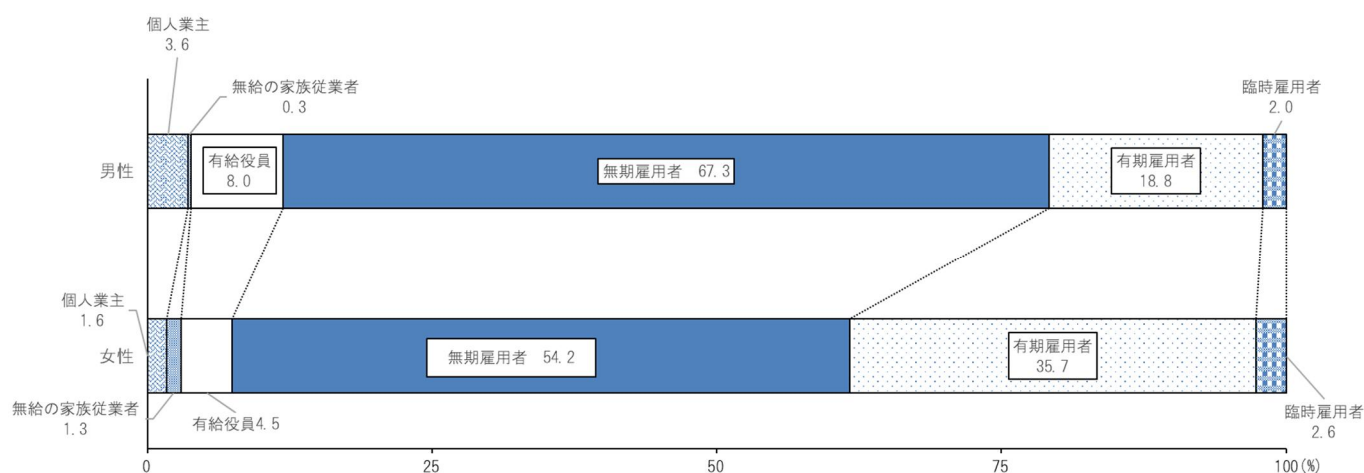 個人業主
3.6
無給の家族従業者
0.3
臨時雇用者
2.0
男性
有給役員
8.0
無期雇用者 67.3
有期雇用者
18.8
個人業主
1.6
女性
無期雇用者 54.2
有期雇用者
35.7
無給の家族従業者
1.3
有給役員4.5
臨時雇用者
2.6
0 25 50 75 100(%)